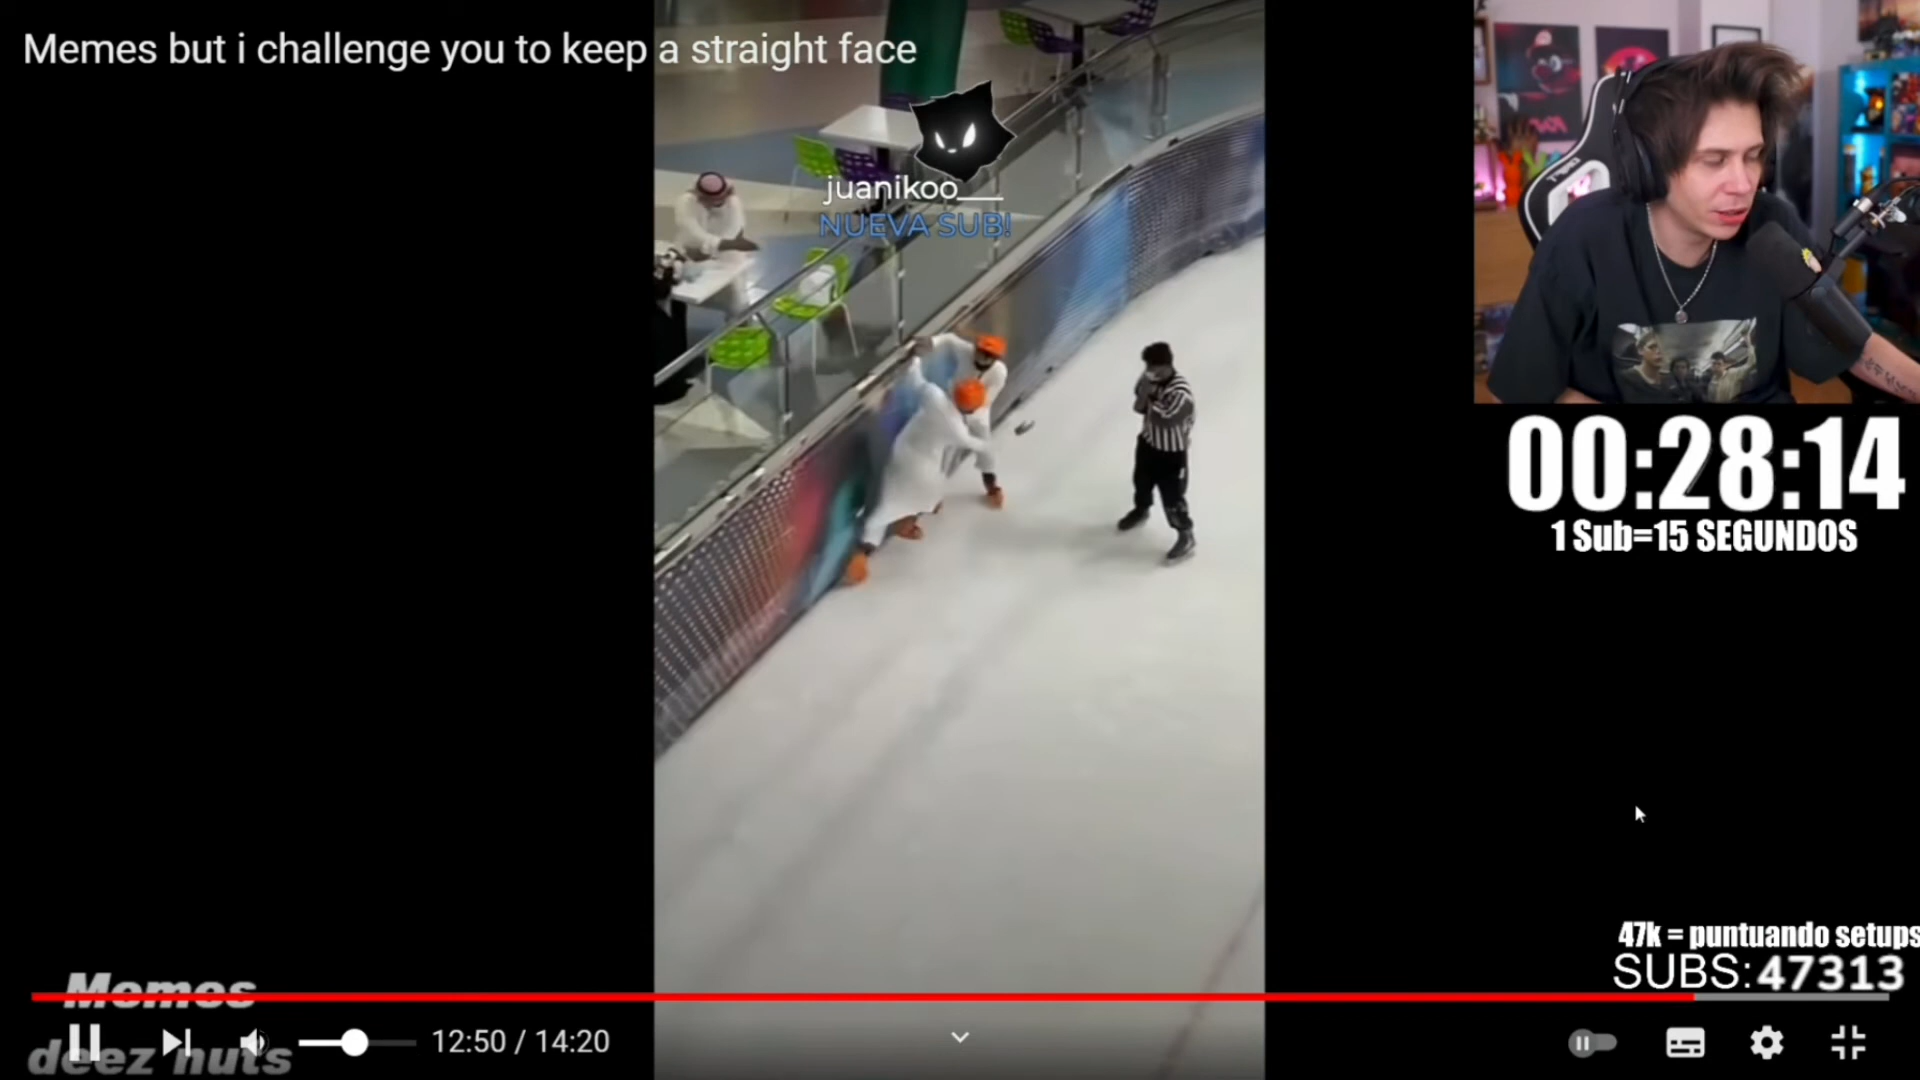 Memes but i challenge you to keep a straight face
juanikoo___
NUEVA SUB!
00:28:14
1 Sub=15 SEGUNDOS
47k = puntuando setups
SUBS: 47313
Memes
deez nuts
12:50 / 14:20